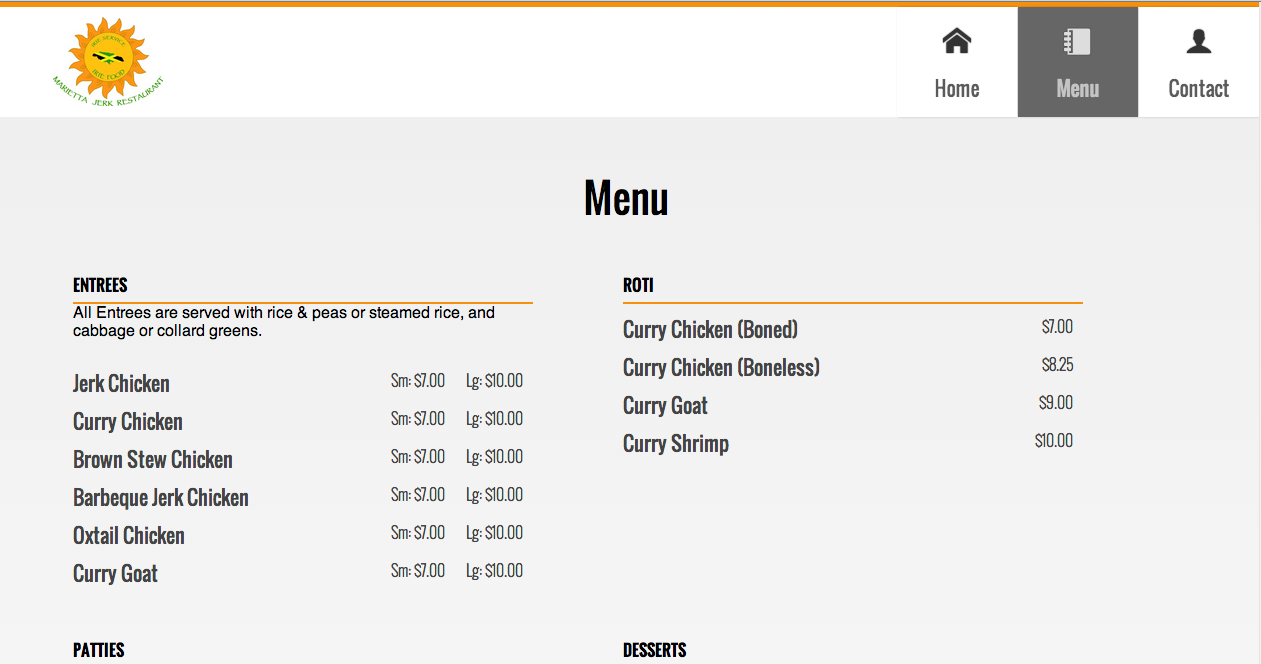 IRIE SERVICE
IRIE FOOD
MARIETTA JERK RESTAURANT
Home
Menu
Contact
Menu
ENTREES
All Entrees are served with rice & peas or steamed rice, and
cabbage or collard greens.
Jerk Chicken Sm: $7.00 Lg: $10.00
Curry Chicken Sm: $7.00 Lg: $10.00
Brown Stew Chicken Sm: $7.00 Lg: $10.00
Barbeque Jerk Chicken Sm: $7.00 Lg: $10.00
Oxtail Chicken Sm: $7.00 Lg: $10.00
Curry Goat Sm: $7.00 Lg: $10.00
ROTI
Curry Chicken (Boned) $7.00
Curry Chicken (Boneless) $8.25
Curry Goat $9.00
Curry Shrimp $10.00
PATTIES
DESSERTS